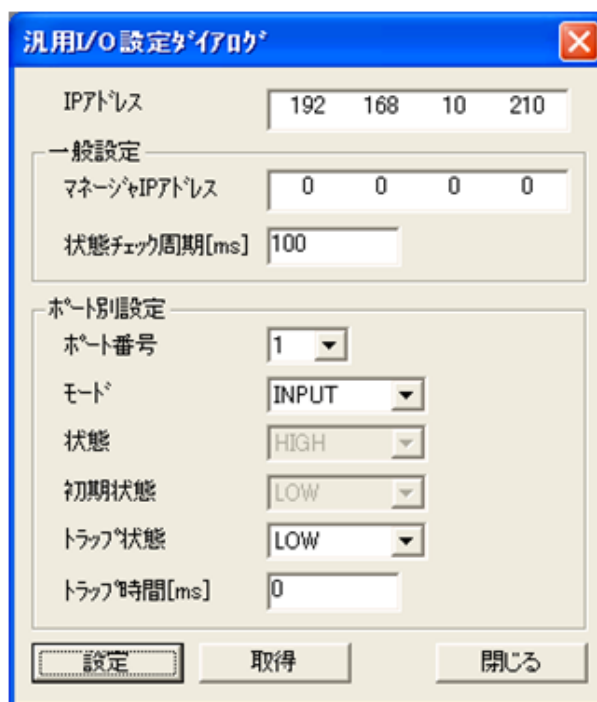 汎用I/O設定ﾀﾞｲｱﾛｸﾞ
IPｱﾄﾞﾚｽ 192 168 10 210
一般設定
ﾏﾈｰｼﾞｬIPｱﾄﾞﾚｽ 0 0 0 0
状態ﾁｪｯｸ周期[ms] 100
ﾎﾟｰﾄ別設定
ﾎﾟｰﾄ番号 1
ﾓｰﾄﾞ INPUT
状態 HIGH
初期状態 LOW
ﾄﾗｯﾌﾟ状態 LOW
ﾄﾗｯﾌﾟ時間[ms] 0
設定 取得 閉じる